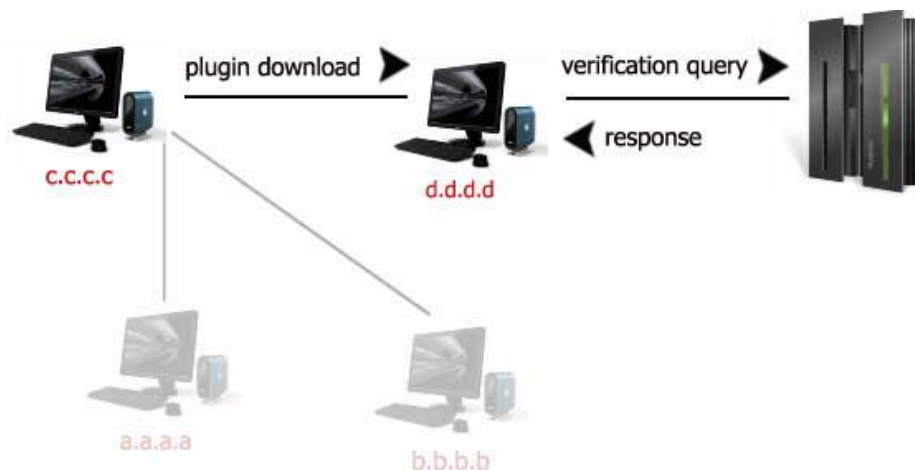 plugin download
verification query
response
c.c.c.c
d.d.d.d
a.a.a.a
b.b.b.b